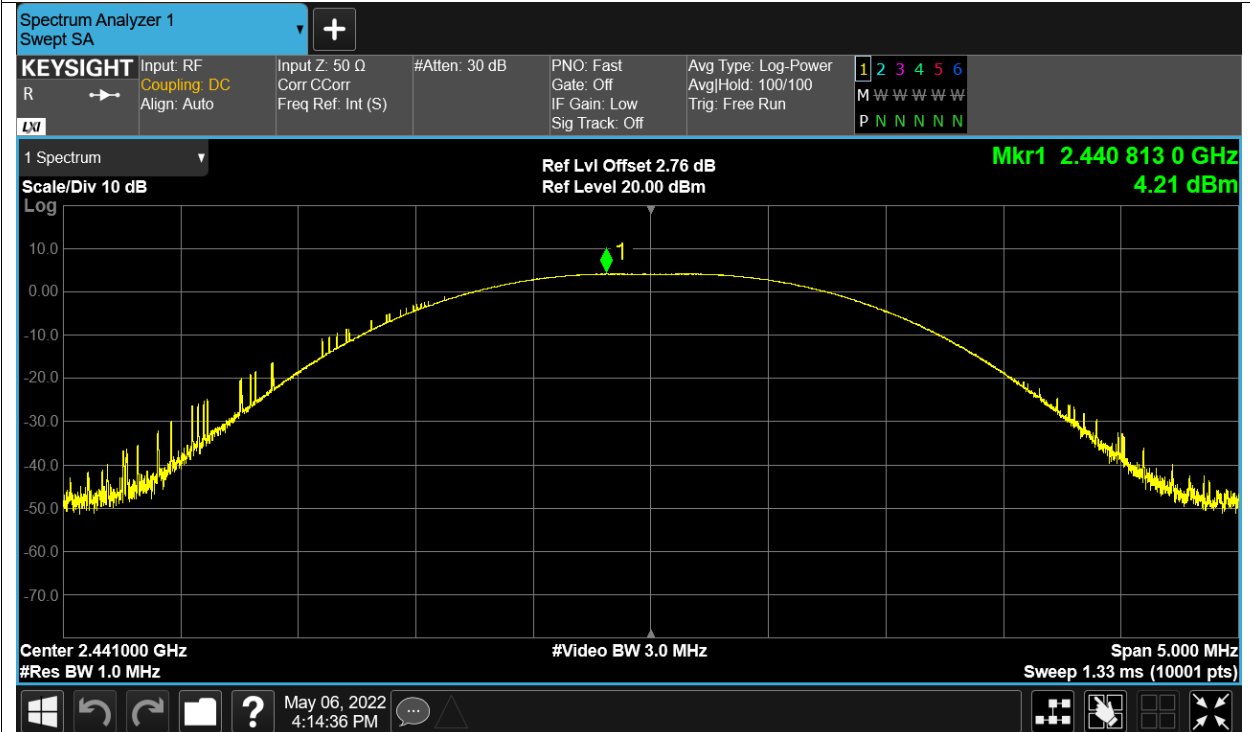 Spectrum Analyzer 1
Swept SA
+
KEYSIGHT
R
LXI
Input: RF
Coupling: DC
Align: Auto
Input Z: 50 Ω
Corr CCorr
Freq Ref: Int (S)
#Atten: 30 dB
PNO: Fast
Gate: Off
IF Gain: Low
Sig Track: Off
Avg Type: Log-Power
Avg|Hold: 100/100
Trig: Free Run
1 2 3 4 5 6
M W W W W W
P N N N N N
1 Spectrum
Scale/Div 10 dB
Log
Ref Lvl Offset 2.76 dB
Ref Level 20.00 dBm
Mkr1 2.440 813 0 GHz
4.21 dBm
1
10.0
0.00
-10.0
-20.0
-30.0
-40.0
-50.0
-60.0
-70.0
Center 2.441000 GHz
#Res BW 1.0 MHz
#Video BW 3.0 MHz
Span 5.000 MHz
Sweep 1.33 ms (10001 pts)
?
May 06, 2022
4:14:36 PM